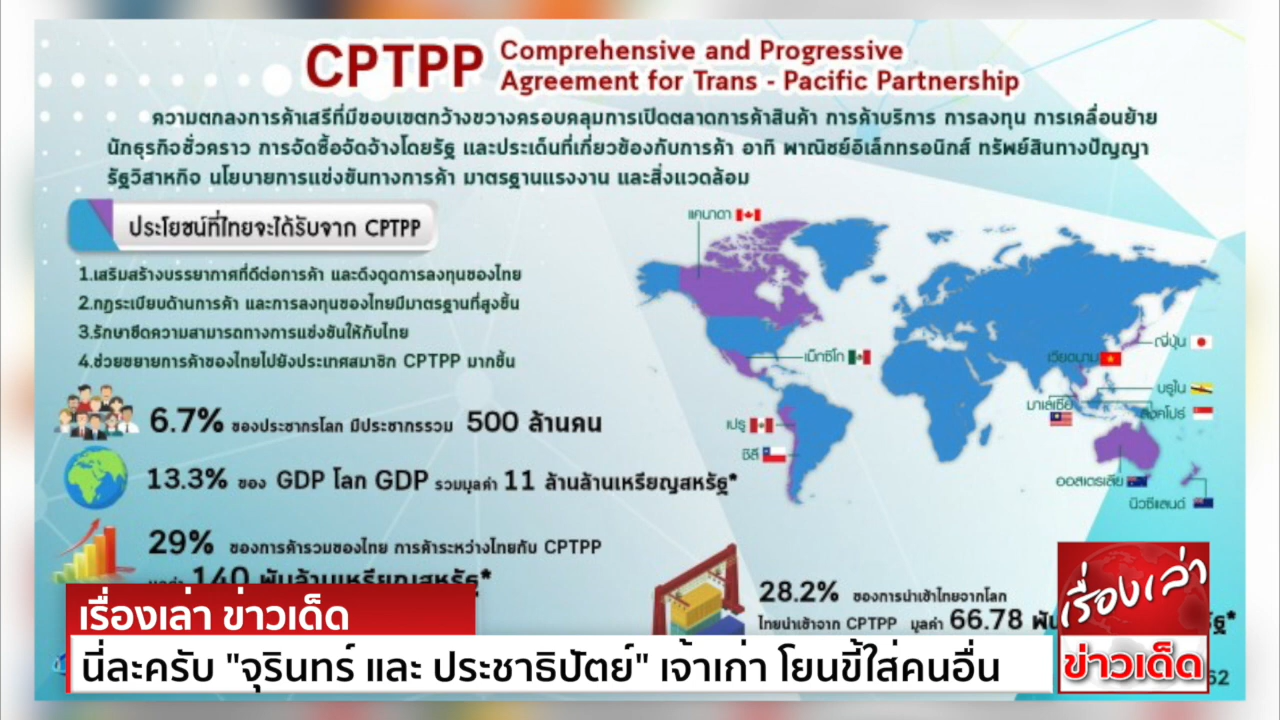 CPTPP Comprehensive and Progressive
Agreement for Trans - Pacific Partnership
ความตกลงการค้าเสรีที่มีขอบเขตกว้างขวางครอบคลุมการเปิดตลาดการค้าสินค้า การค้าบริการ การลงทุน การเคลื่อนย้าย
นักธุรกิจชั่วคราว การจัดซื้อจัดจ้างโดยรัฐ และประเด็นที่เกี่ยวข้องกับการค้า อาทิ พาณิชย์อิเล็กทรอนิกส์ ทรัพย์สินทางปัญญา
รัฐวิสาหกิจ นโยบายการแข่งขันทางการค้า มาตรฐานแรงงาน และสิ่งแวดล้อม
ประโยชน์ที่ไทยจะได้รับจาก CPTPP
1.เสริมสร้างบรรยากาศที่ดีต่อการค้า และดึงดูดการลงทุนของไทย
2.กฎระเบียบด้านการค้า และการลงทุนของไทยมีมาตรฐานที่สูงขึ้น
3.รักษาขีดความสามารถทางการแข่งขันให้กับไทย
4.ช่วยขยายการค้าของไทยไปยังประเทศสมาชิก CPTPP มากขึ้น
6.7% ของประชากรโลก มีประชากรรวม 500 ล้านคน
13.3% ของ GDP โลก GDP รวมมูลค่า 11 ล้านล้านเหรียญสหรัฐ*
29% ของการค้ารวมของไทย การค้าระหว่างไทยกับ CPTPP
มูลค่า 140 พันล้านเหรียญสหรัฐ*
แคนาดา
เม็กซิโก
เปรู
ชิลี
ญี่ปุ่น
เวียดนาม
บรูไน
มาเลเซีย
สิงคโปร์
ออสเตรเลีย
นิวซีแลนด์
28.2% ของการนำเข้าไทยจากโลก
ไทยนำเข้าจาก CPTPP มูลค่า 66.78 พัน
รัฐ*
62
เรื่องเล่า ข่าวเด็ด
นี่ละครับ "จุรินทร์ และ ประชาธิปัตย์" เจ้าเก่า โยนขี้ใส่คนอื่น
เรื่องเล่า
ข่าวเด็ด